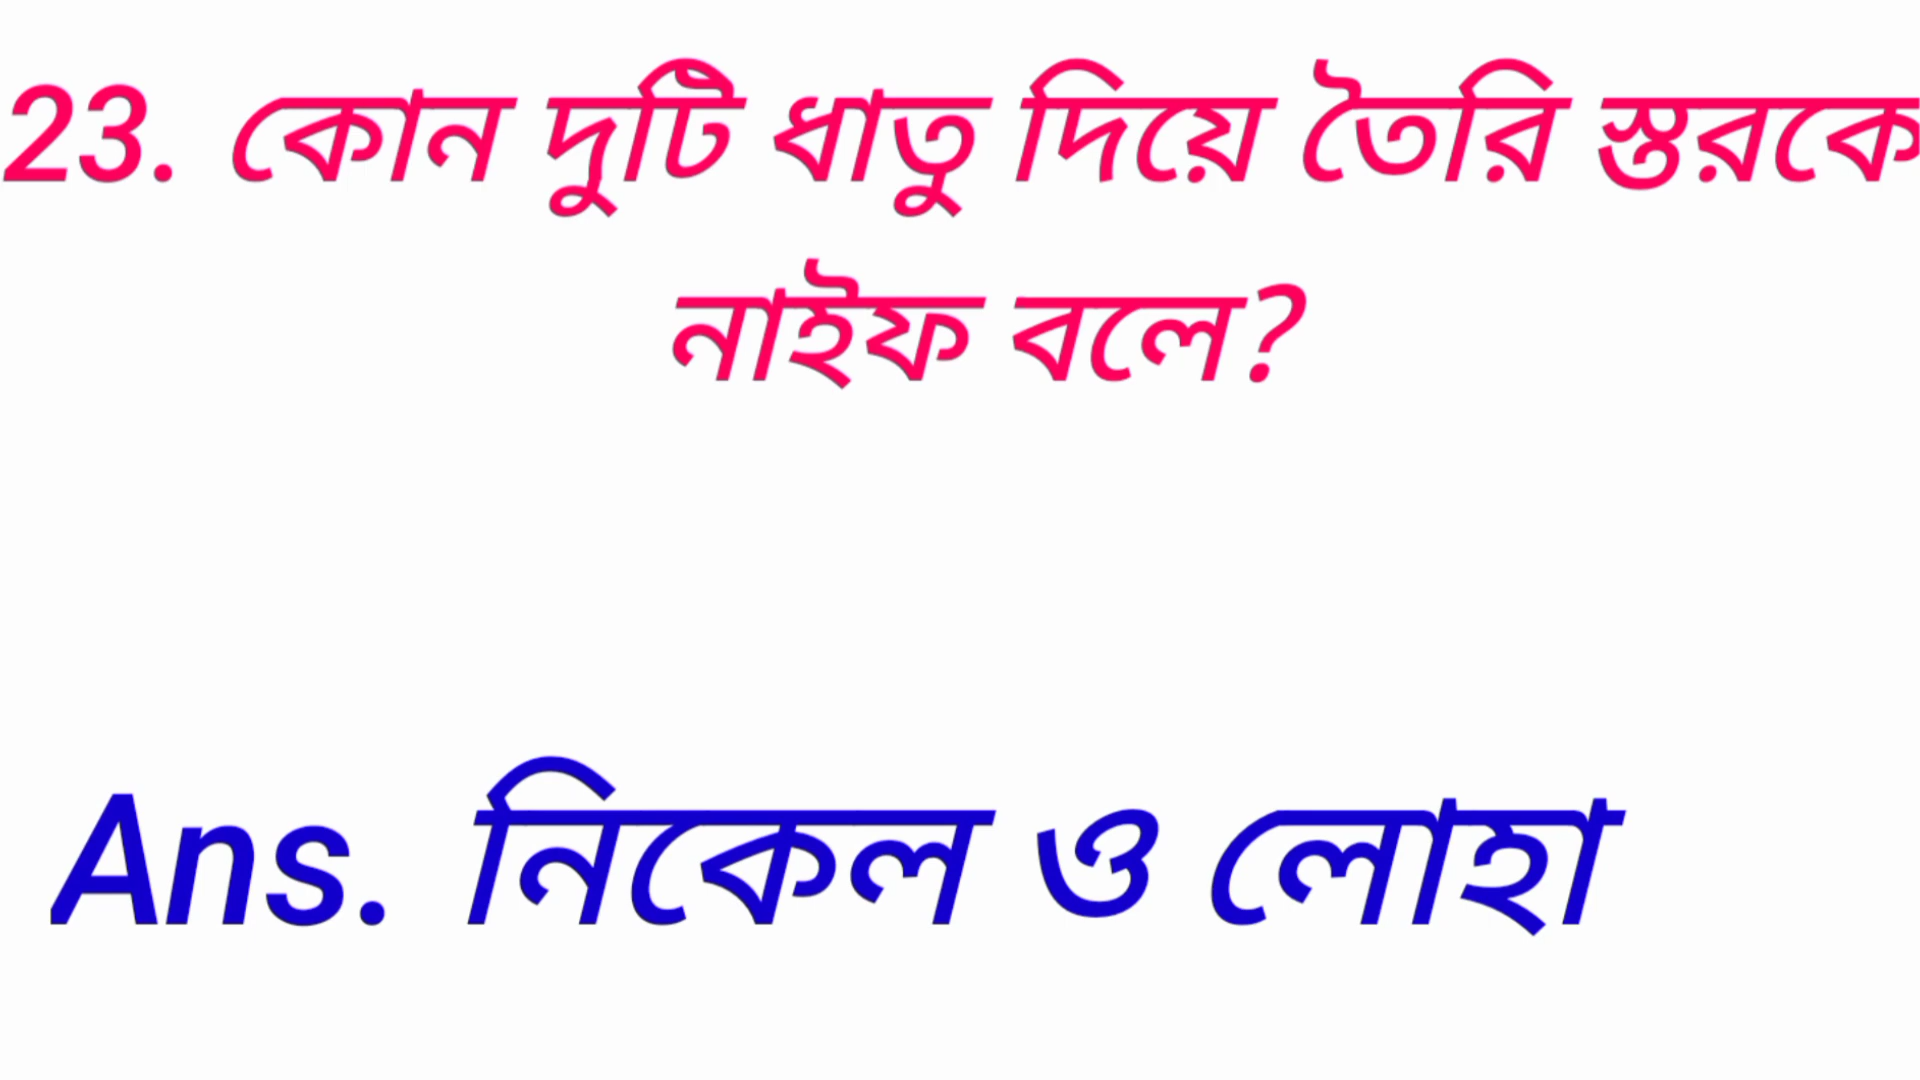 23. কোন দুটি ধাতু দিয়ে তৈরি স্তরকে
নাইফ বলে?
Ans. নিকেল ও লোহা